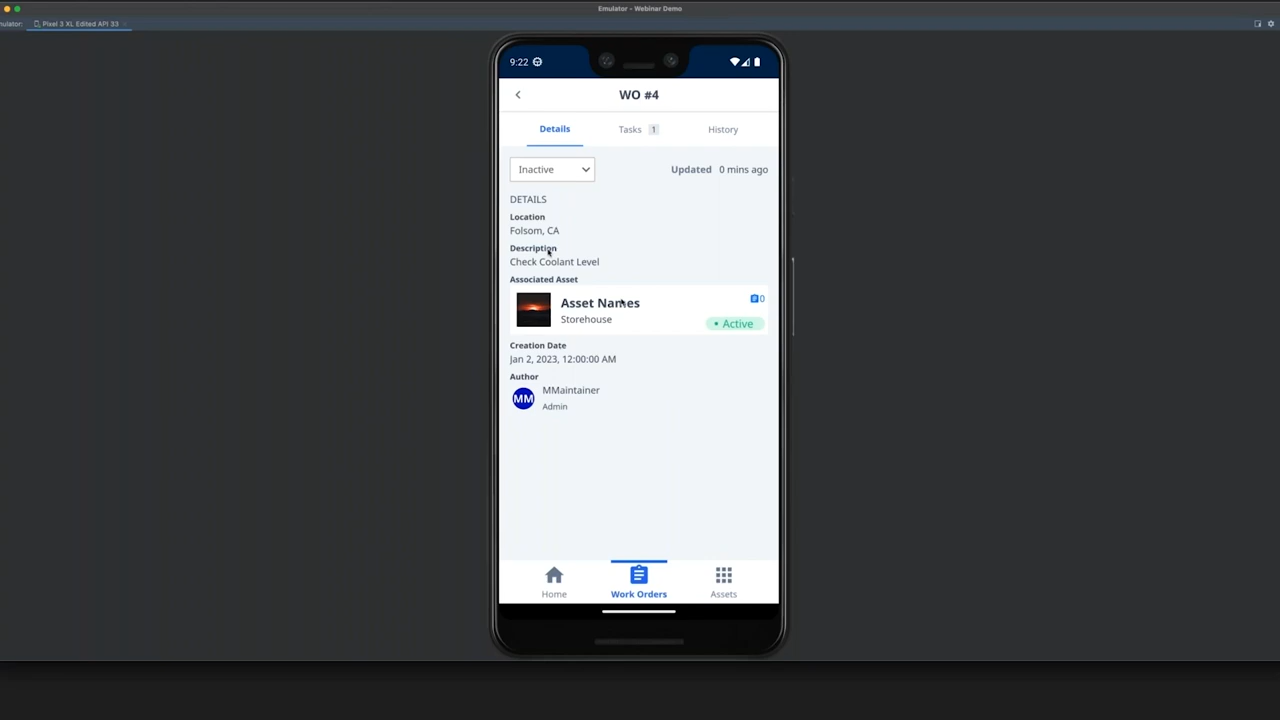 Emulator - Webinar Demo
mulator:
Pixel 3 XL Edited API 33
9:22
WO #4
Details
Tasks 1
History
Inactive
Updated 0 mins ago
DETAILS
Location
Folsom, CA
Description
Check Coolant Level
Associated Asset
Asset Names
0
Storehouse
Active
Creation Date
Jan 2, 2023, 12:00:00 AM
Author
MM
MMaintainer
Admin
Home
Work Orders
Assets